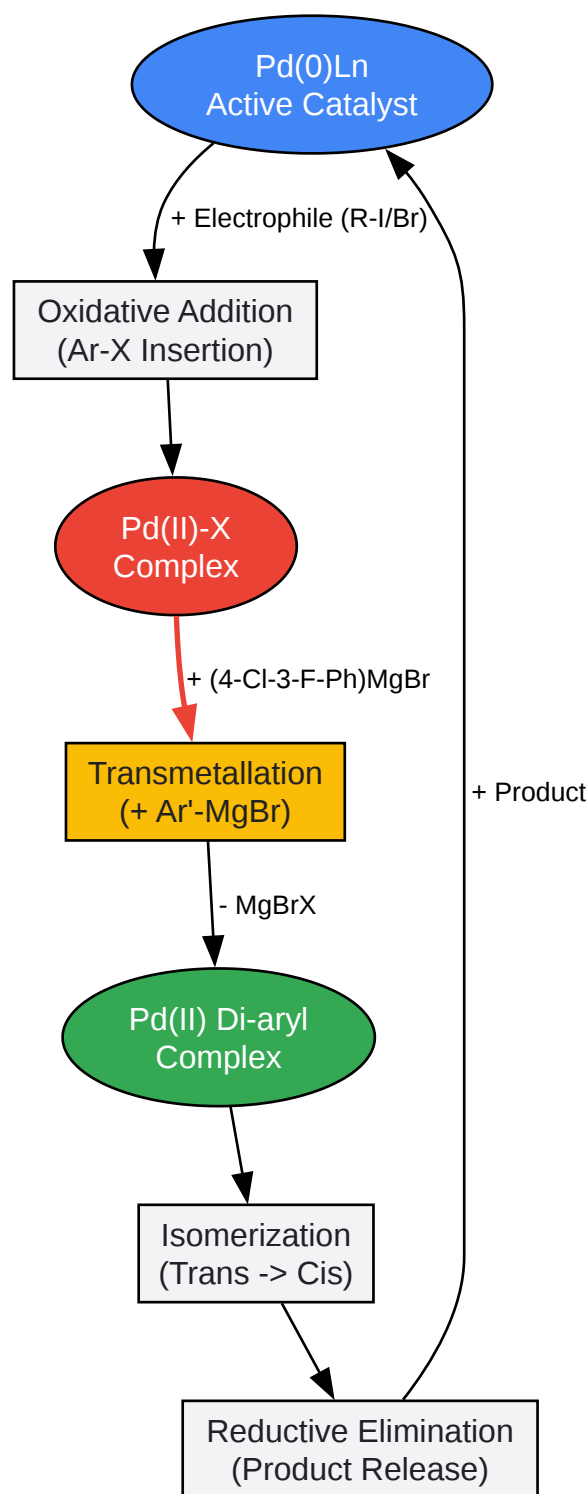 Pd(0)Ln
Active Catalyst
+ Electrophile (R-I/Br)
Oxidative Addition
(Ar-X Insertion)
Pd(II)-X
Complex
+ (4-Cl-3-F-Ph)MgBr
Transmetallation
(+ Ar'-MgBr)
+ Product
- MgBrX
Pd(II) Di-aryl
Complex
Isomerization
(Trans -> Cis)
Reductive Elimination
(Product Release)